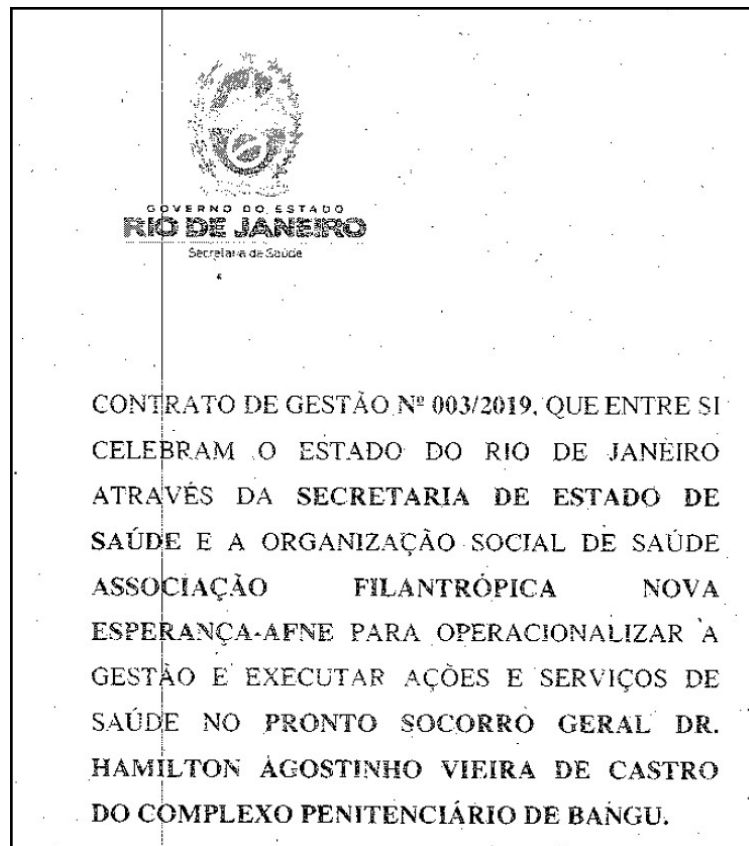 GOVERNO DO ESTADO
RIO DE JANEIRO
Secretaria de Saúde
CONTRATO DE GESTÃO Nº 003/2019, QUE ENTRE SI
CELEBRAM O ESTADO DO RIO DE JANEIRO
ATRAVÉS DA SECRETARIA DE ESTADO DE
SAÚDE E A ORGANIZAÇÃO SOCIAL DE SAÚDE
ASSOCIAÇÃO FILANTRÓPICA NOVA
ESPERANÇA-AFNE PARA OPERACIONALIZAR A
GESTÃO E EXECUTAR AÇÕES E SERVIÇOS DE
SAÚDE NO PRONTO SOCORRO GERAL DR.
HAMILTON AGOSTINHO VIEIRA DE CASTRO
DO COMPLEXO PENITENCIÁRIO DE BANGU.